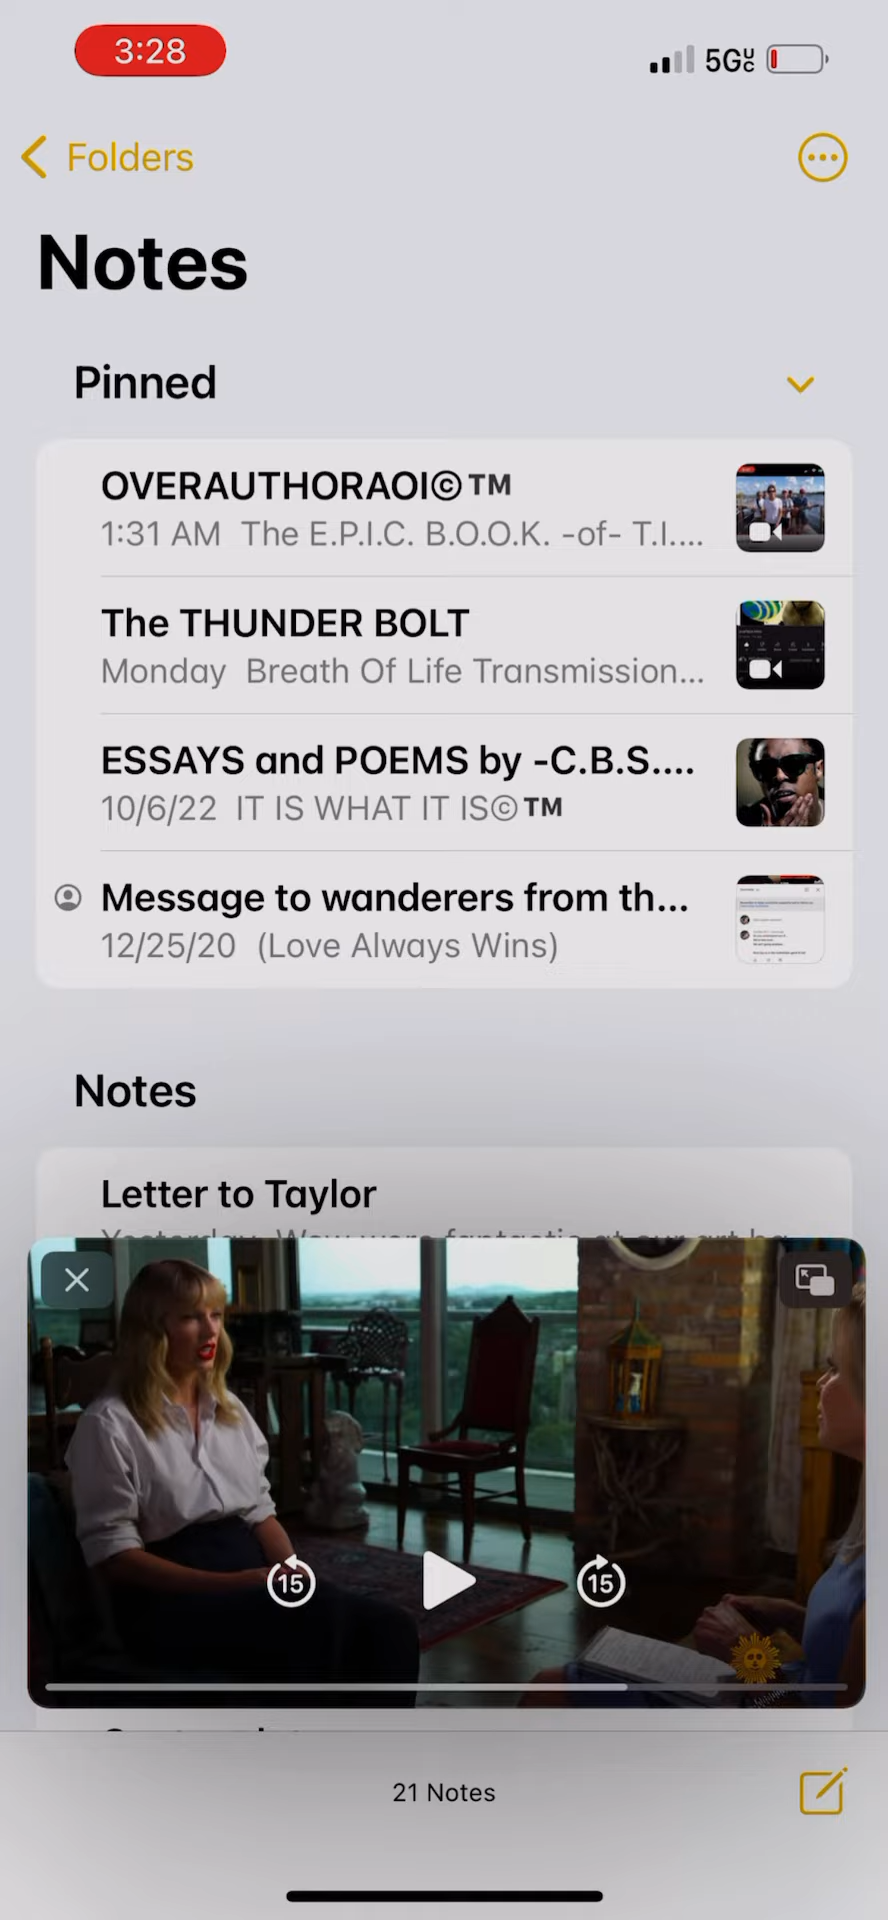 3:28
5GUC
Folders
Notes
Pinned
OVERAUTHORAOI©™
1:31 AM The E.P.I.C. B.O.O.K. -of- T.I....
The THUNDER BOLT
Monday Breath Of Life Transmission...
ESSAYS and POEMS by -C.B.S....
10/6/22 IT IS WHAT IT IS©™
Message to wanderers from th...
12/25/20 (Love Always Wins)
Notes
Letter to Taylor
15
15
21 Notes